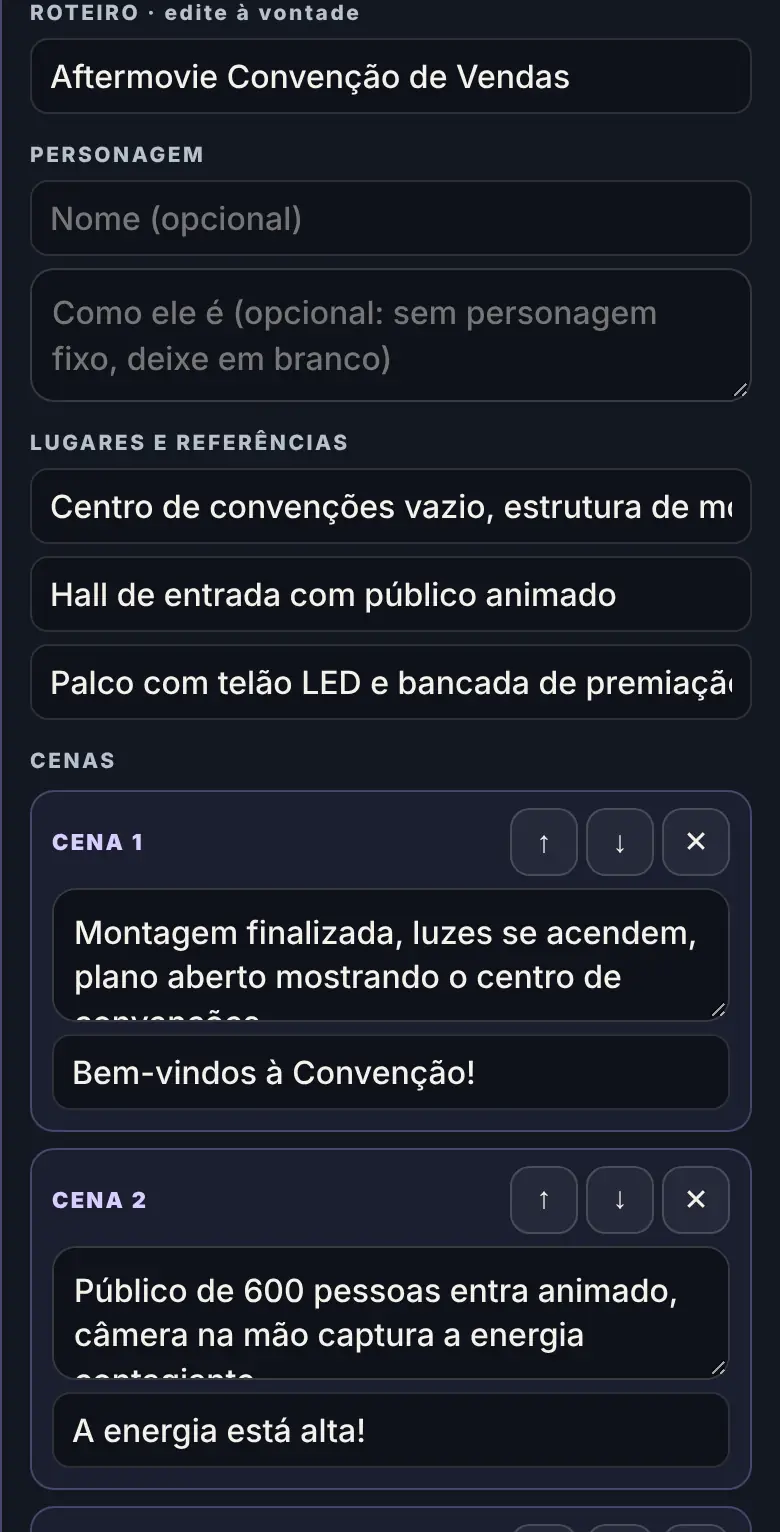 ROTEIRO · edite à vontade
Aftermovie Convenção de Vendas
PERSONAGEM
Nome (opcional)
Como ele é (opcional: sem personagem
fixo, deixe em branco)
LUGARES E REFERÊNCIAS
Centro de convenções vazio, estrutura de
Hall de entrada com público animado
Palco com telão LED e bancada de
CENAS
CENA 1
↑ ↓ ✕
Montagem finalizada, luzes se acendem,
plano aberto mostrando o centro de
Bem-vindos à Convenção!
CENA 2
↑ ↓ ✕
Público de 600 pessoas entra animado,
câmera na mão captura a energia
A energia está alta!